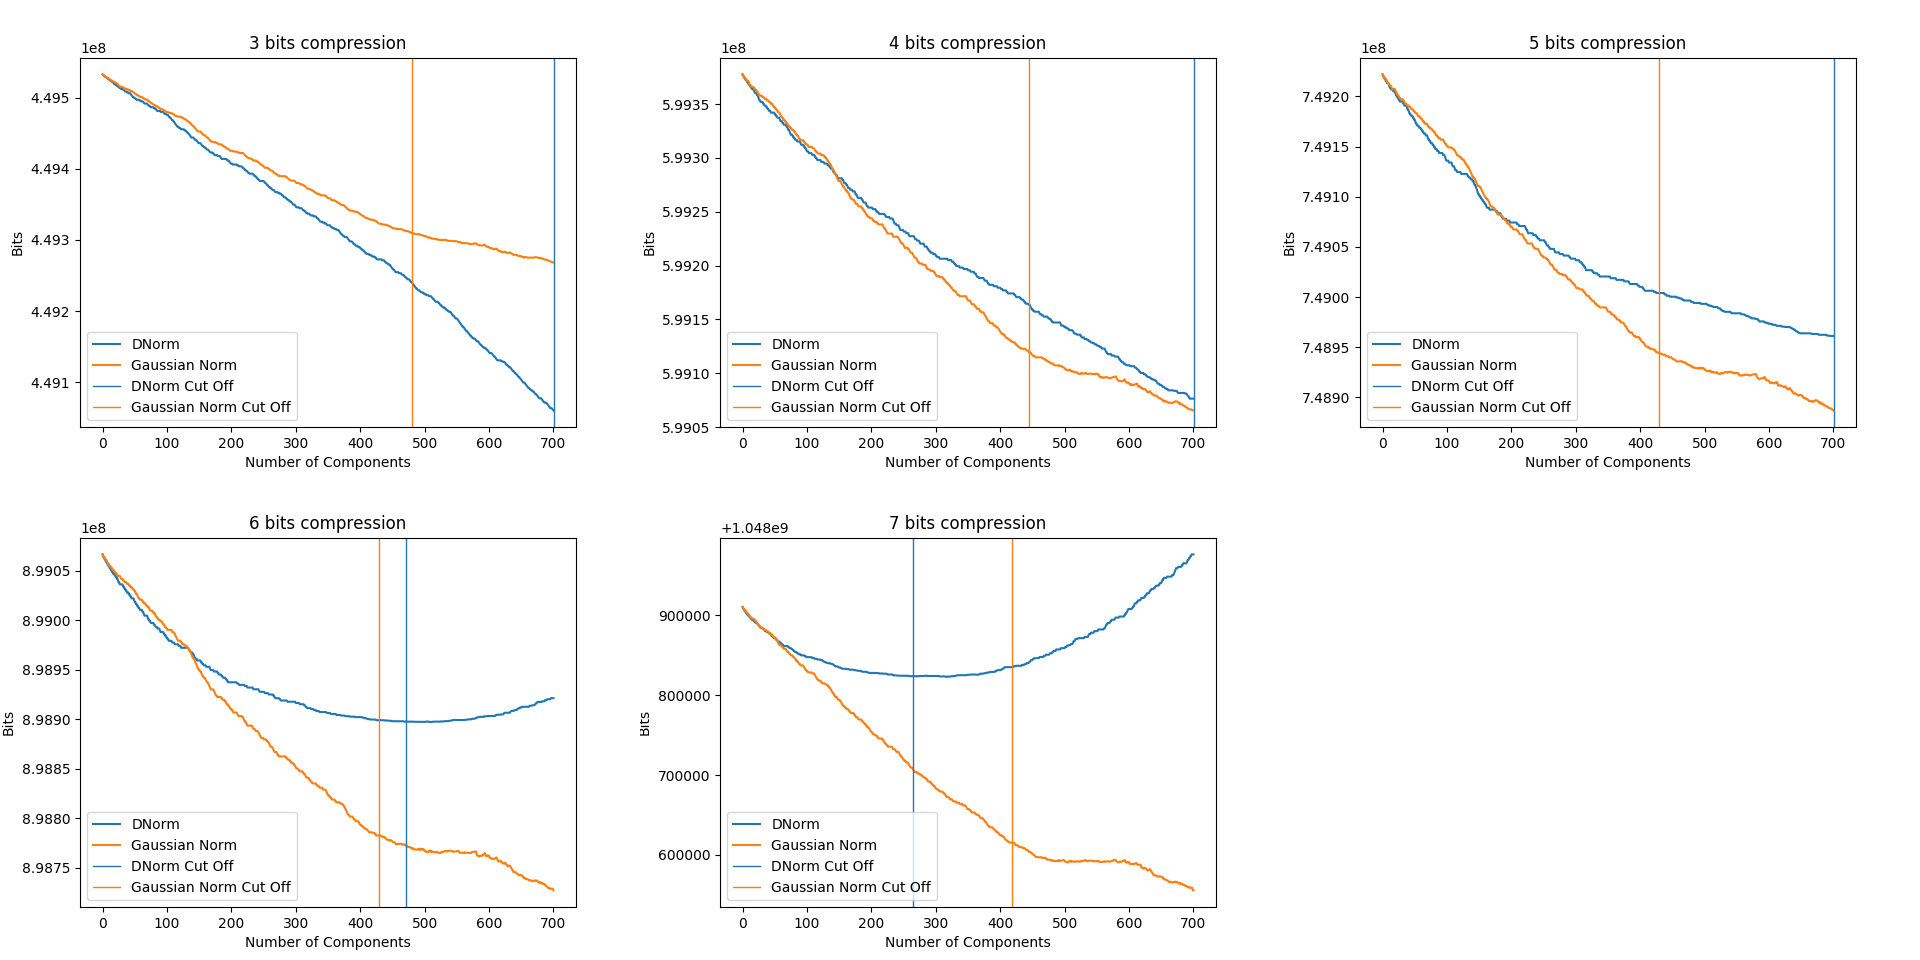 3 bits compression
1e8
4.495
4.494
4.493
4.492
4.491
Bits
DNorm
Gaussian Norm
DNorm Cut Off
Gaussian Norm Cut Off
0 100 200 300 400 500 600 700
Number of Components
4 bits compression
1e8
5.9935
5.9930
5.9925
5.9920
5.9915
5.9910
5.9905
Bits
DNorm
Gaussian Norm
DNorm Cut Off
Gaussian Norm Cut Off
0 100 200 300 400 500 600 700
Number of Components
5 bits compression
1e8
7.4920
7.4915
7.4910
7.4905
7.4900
7.4895
7.4890
Bits
DNorm
Gaussian Norm
DNorm Cut Off
Gaussian Norm Cut Off
0 100 200 300 400 500 600 700
Number of Components
6 bits compression
1e8
8.9905
8.9900
8.9895
8.9890
8.9885
8.9880
8.9875
Bits
DNorm
Gaussian Norm
DNorm Cut Off
Gaussian Norm Cut Off
0 100 200 300 400 500 600 700
Number of Components
7 bits compression
+1.048e9
900000
800000
700000
600000
Bits
DNorm
Gaussian Norm
DNorm Cut Off
Gaussian Norm Cut Off
0 100 200 300 400 500 600 700
Number of Components